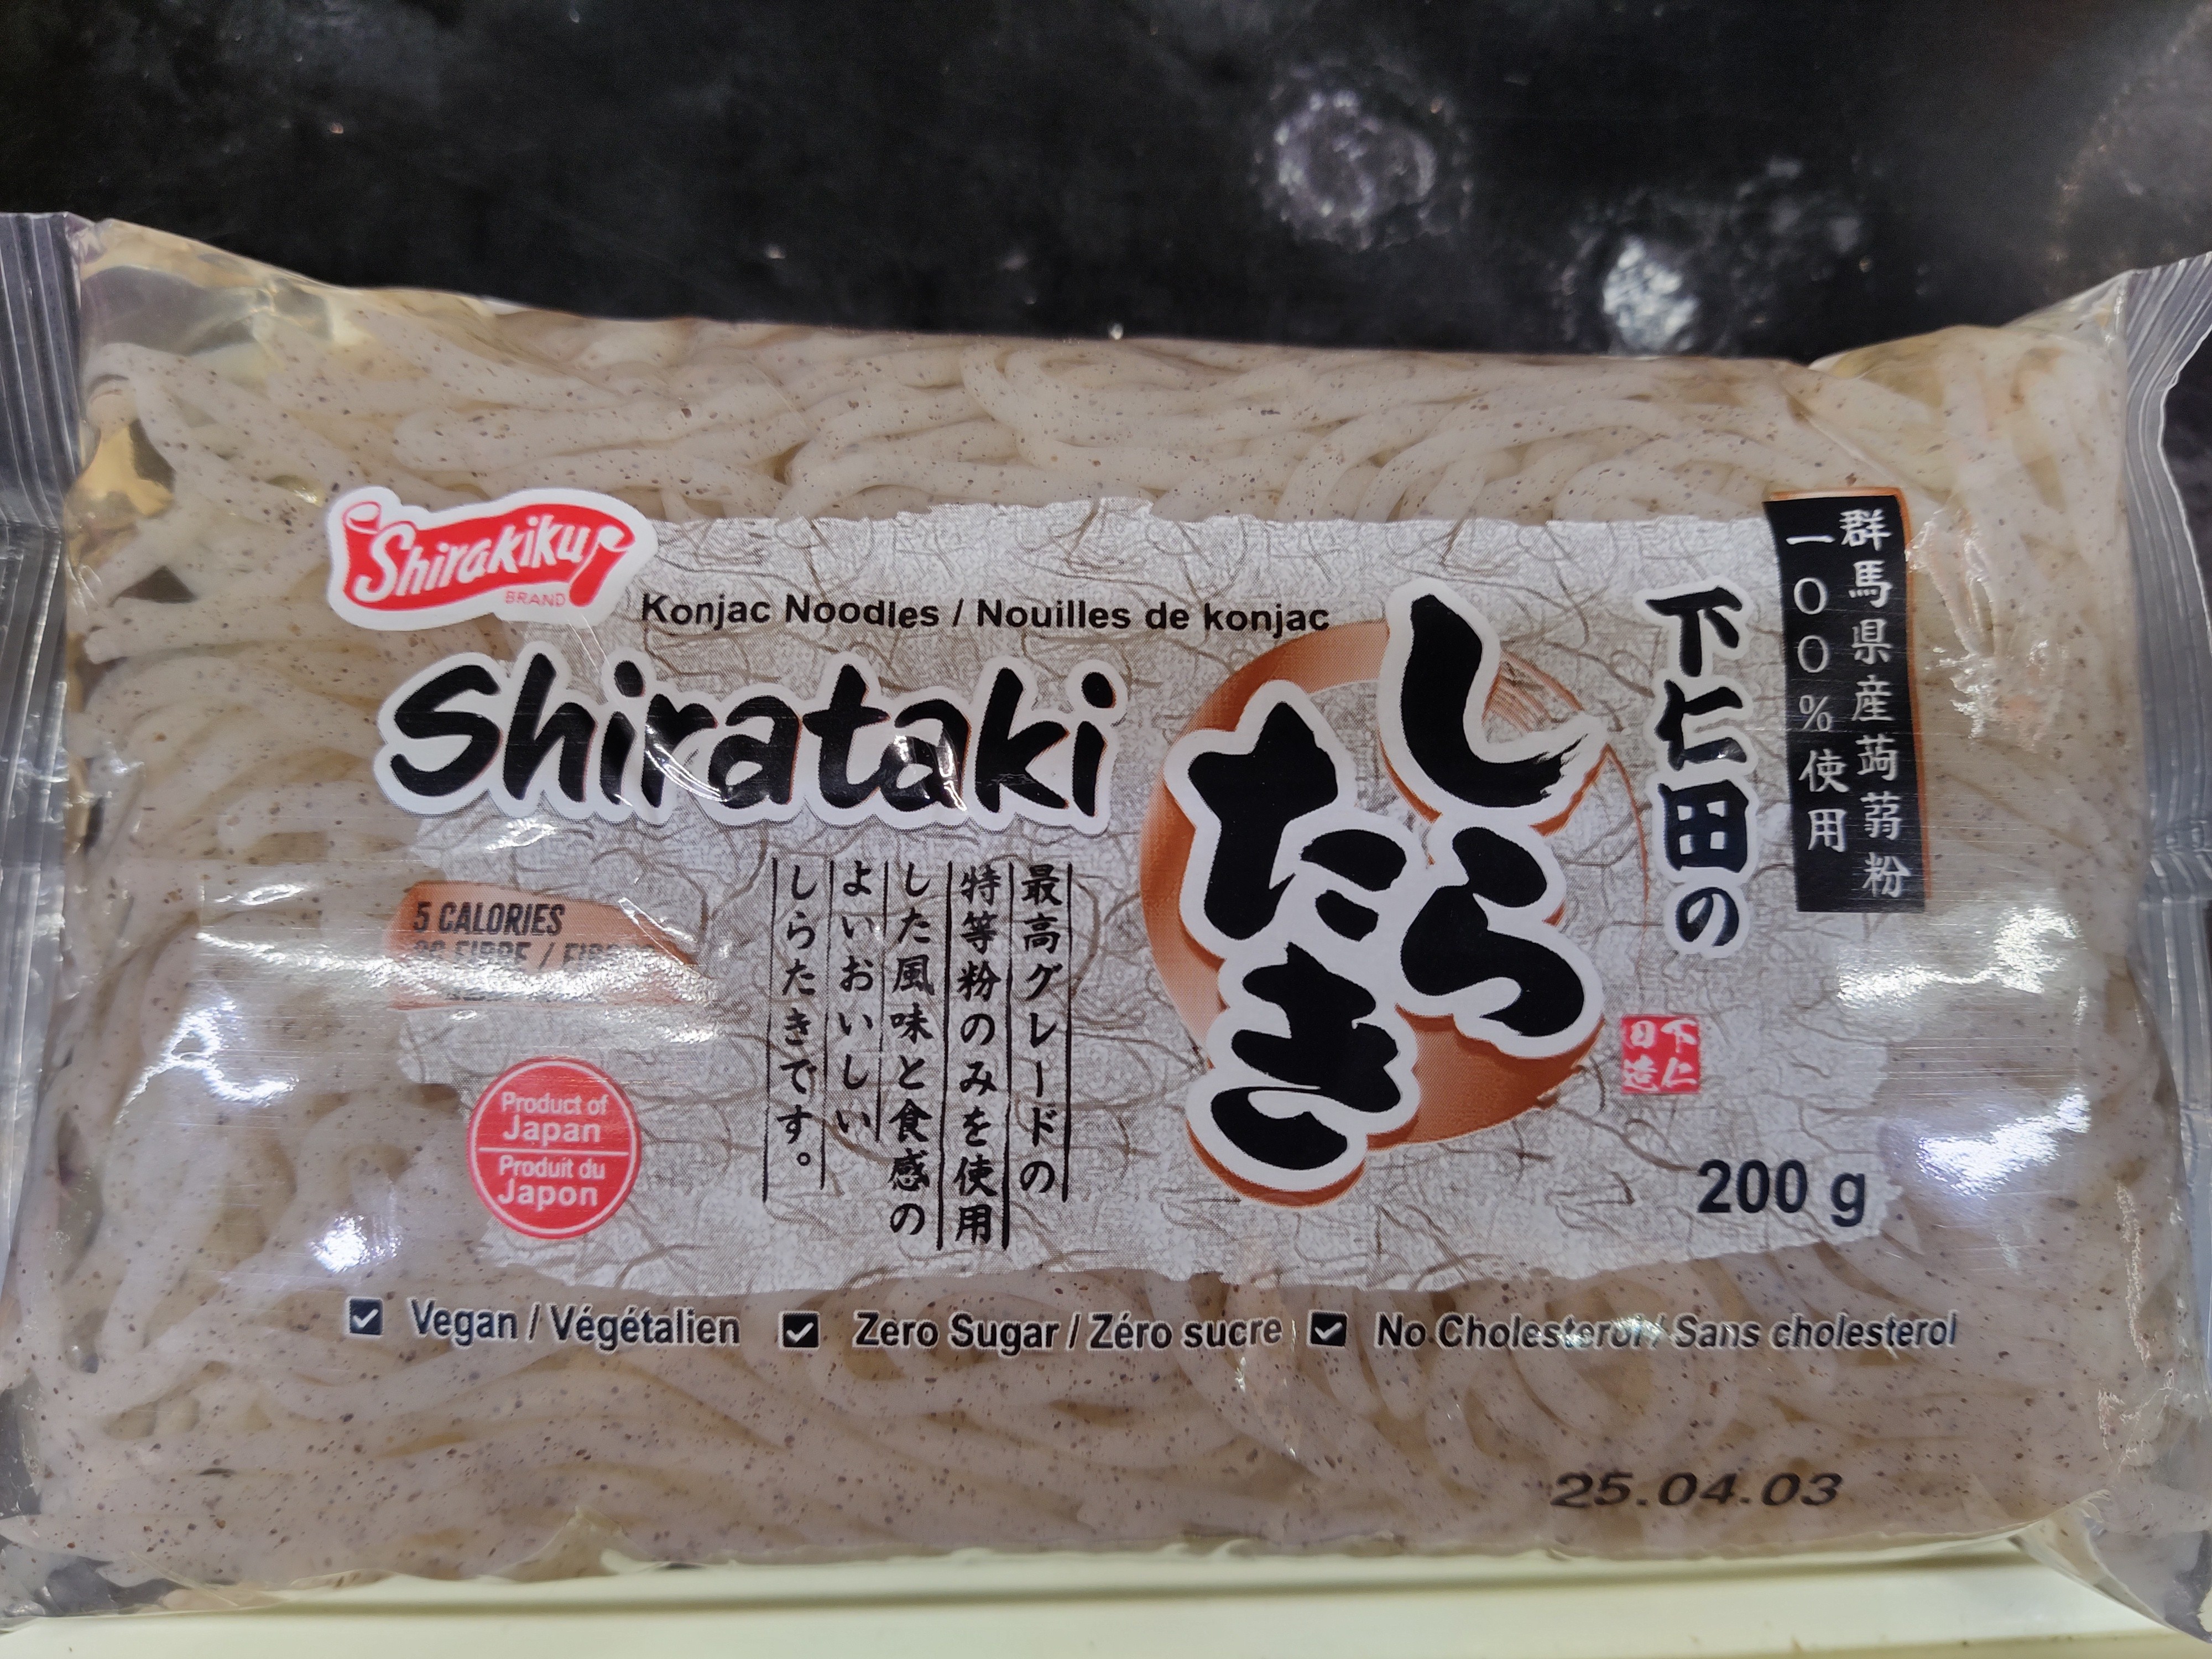 Shirakiku
BRAND
Konjac Noodles / Nouilles de konjac
Shirataki
群馬県産蒟蒻粉
一〇〇%使用
下仁田の
しら
たき
下仁
5 CALORIES
最高グレードの
特等粉のみを使用
した風味と食感の
よいおいしい
しらたきです。
Product of
Japan
Produit du
Japon
200 g
Vegan / Végétalien
Zero Sugar / Zéro sucre
No Cholesterol / Sans cholesterol
25.04.03